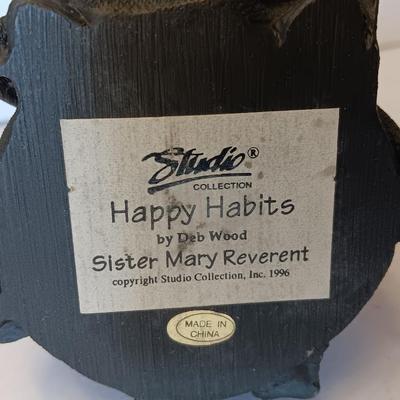 Studio®
COLLECTION
Happy Habits
by Deb Wood
Sister Mary Reverent
copyright Studio Collection, Inc. 1996
MADE IN
CHINA